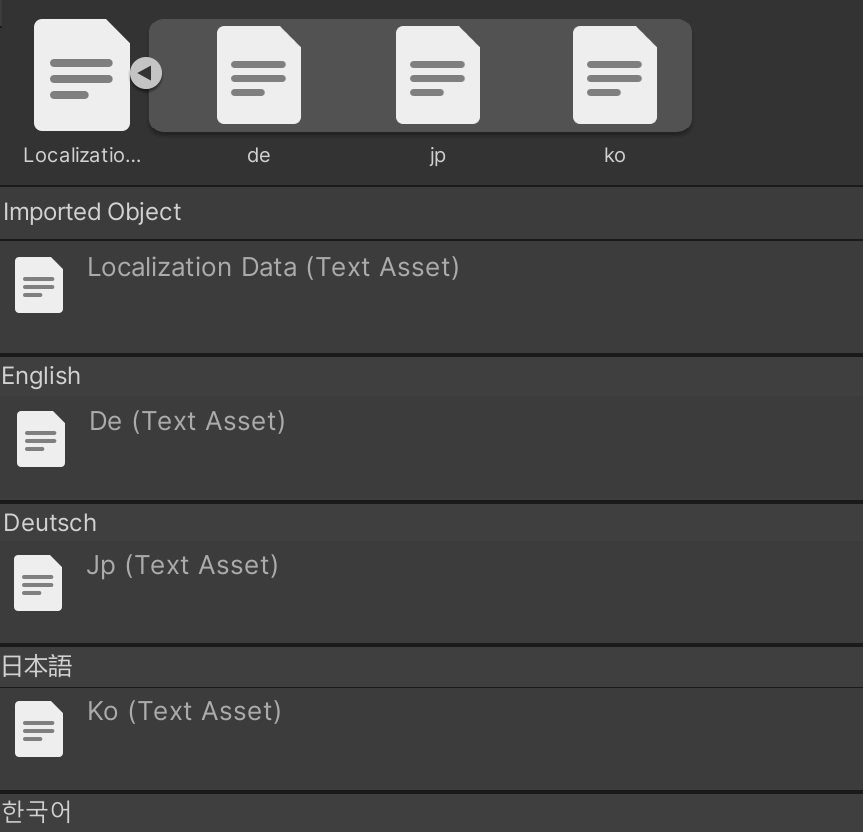 Localizatio...
de
jp
ko
Imported Object
Localization Data (Text Asset)
English
De (Text Asset)
Deutsch
Jp (Text Asset)
日本語
Ko (Text Asset)
한국어